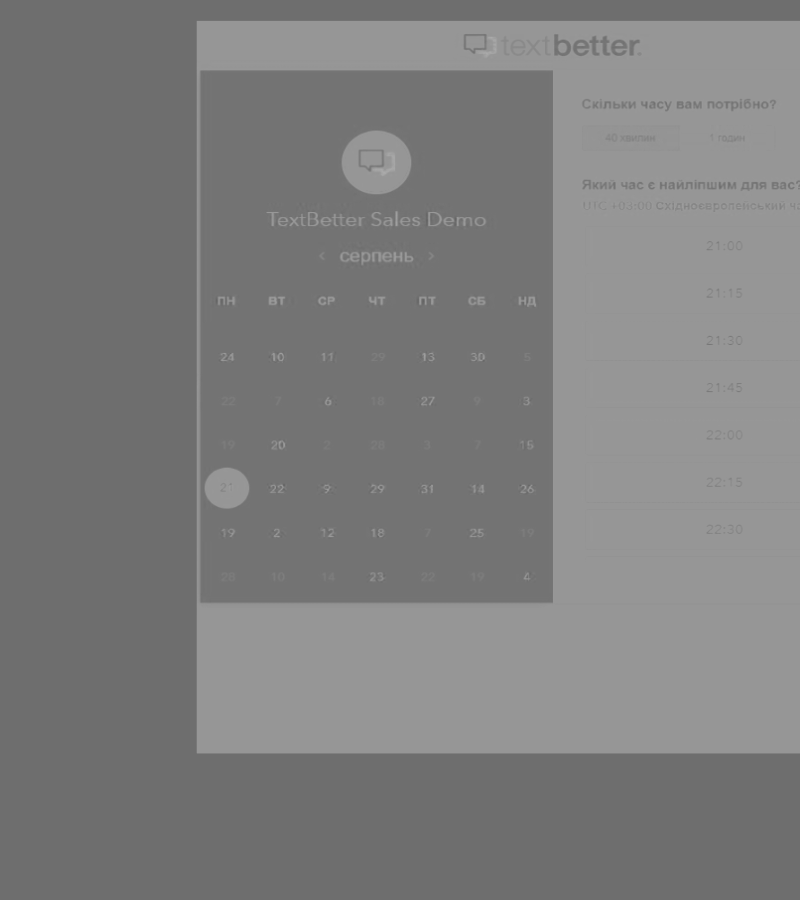 textbetter.
TextBetter Sales Demo
серпень
ПН ВТ СР ЧТ ПТ СБ НД
24 10 11 29 13 30 5
22 7 6 18 27 9 3
19 20 2 28 3 7 15
21 22 9 29 31 14 26
19 2 12 18 7 25 19
28 10 14 23 22 19 4
Скільки часу вам потрібно?
40 хвилин 1 годин
Який час є найліпшим для вас?
UTC +03:00 Східноєвропейський ча
21:00
21:15
21:30
21:45
22:00
22:15
22:30